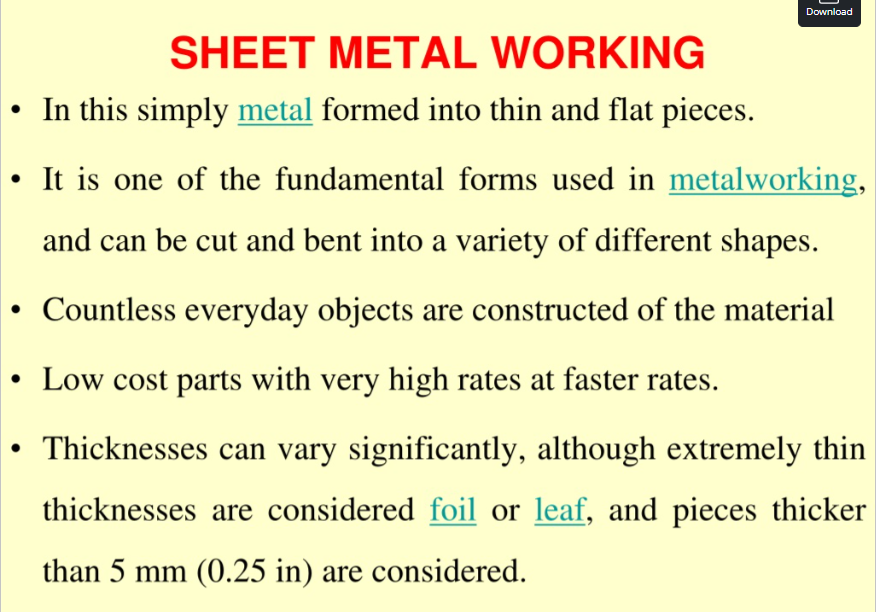 Download
SHEET METAL WORKING
• In this simply metal formed into thin and flat pieces.
• It is one of the fundamental forms used in metalworking,
and can be cut and bent into a variety of different shapes.
• Countless everyday objects are constructed of the material
• Low cost parts with very high rates at faster rates.
• Thicknesses can vary significantly, although extremely thin
thicknesses are considered foil or leaf, and pieces thicker
than 5 mm (0.25 in) are considered.